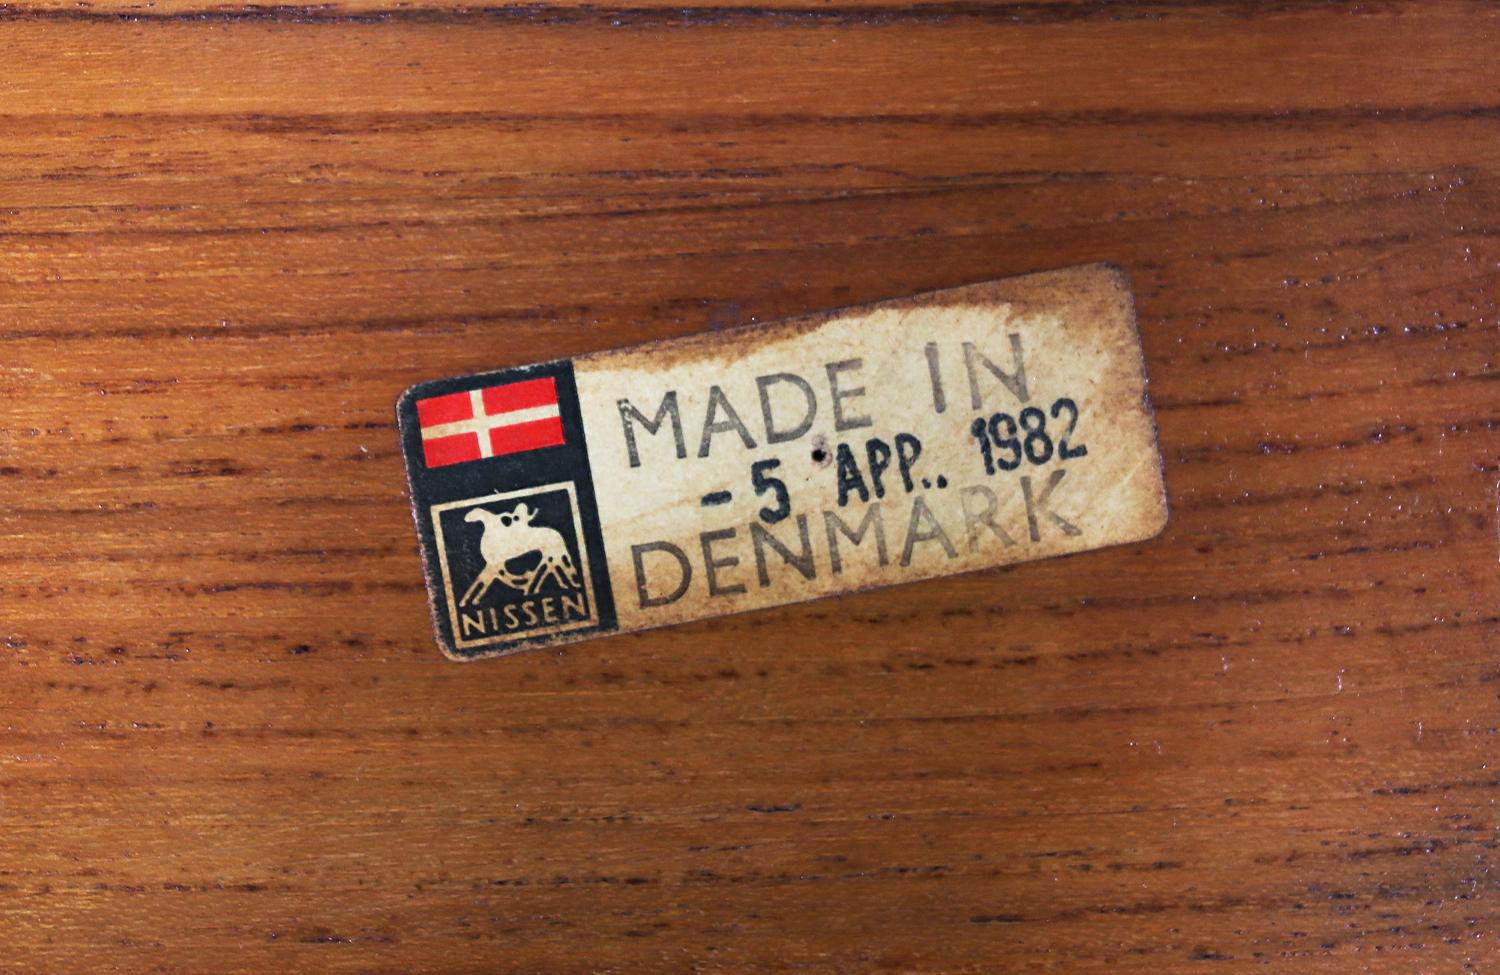 MADE IN
- 5 APP.. 1982
DENMARK
NISSEN